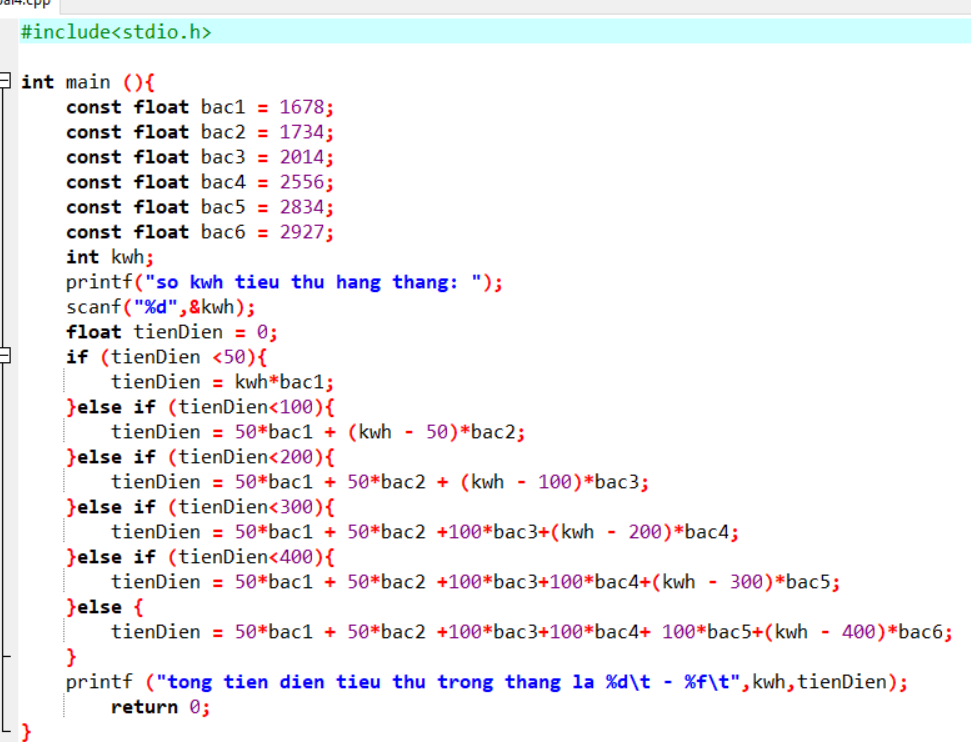 bai4.cpp
#include<stdio.h>
int main (){
    const float bac1 = 1678;
    const float bac2 = 1734;
    const float bac3 = 2014;
    const float bac4 = 2556;
    const float bac5 = 2834;
    const float bac6 = 2927;
    int kwh;
    printf("so kwh tieu thu hang thang: ");
    scanf("%d",&kwh);
    float tienDien = 0;
    if (tienDien <50){
        tienDien = kwh*bac1;
    }else if (tienDien<100){
        tienDien = 50*bac1 + (kwh - 50)*bac2;
    }else if (tienDien<200){
        tienDien = 50*bac1 + 50*bac2 + (kwh - 100)*bac3;
    }else if (tienDien<300){
        tienDien = 50*bac1 + 50*bac2 +100*bac3+(kwh - 200)*bac4;
    }else if (tienDien<400){
        tienDien = 50*bac1 + 50*bac2 +100*bac3+100*bac4+(kwh - 300)*bac5;
    }else {
        tienDien = 50*bac1 + 50*bac2 +100*bac3+100*bac4+ 100*bac5+(kwh - 400)*bac6;
    }
    printf ("tong tien dien tieu thu trong thang la %d\t - %f\t",kwh,tienDien);
        return 0;
}